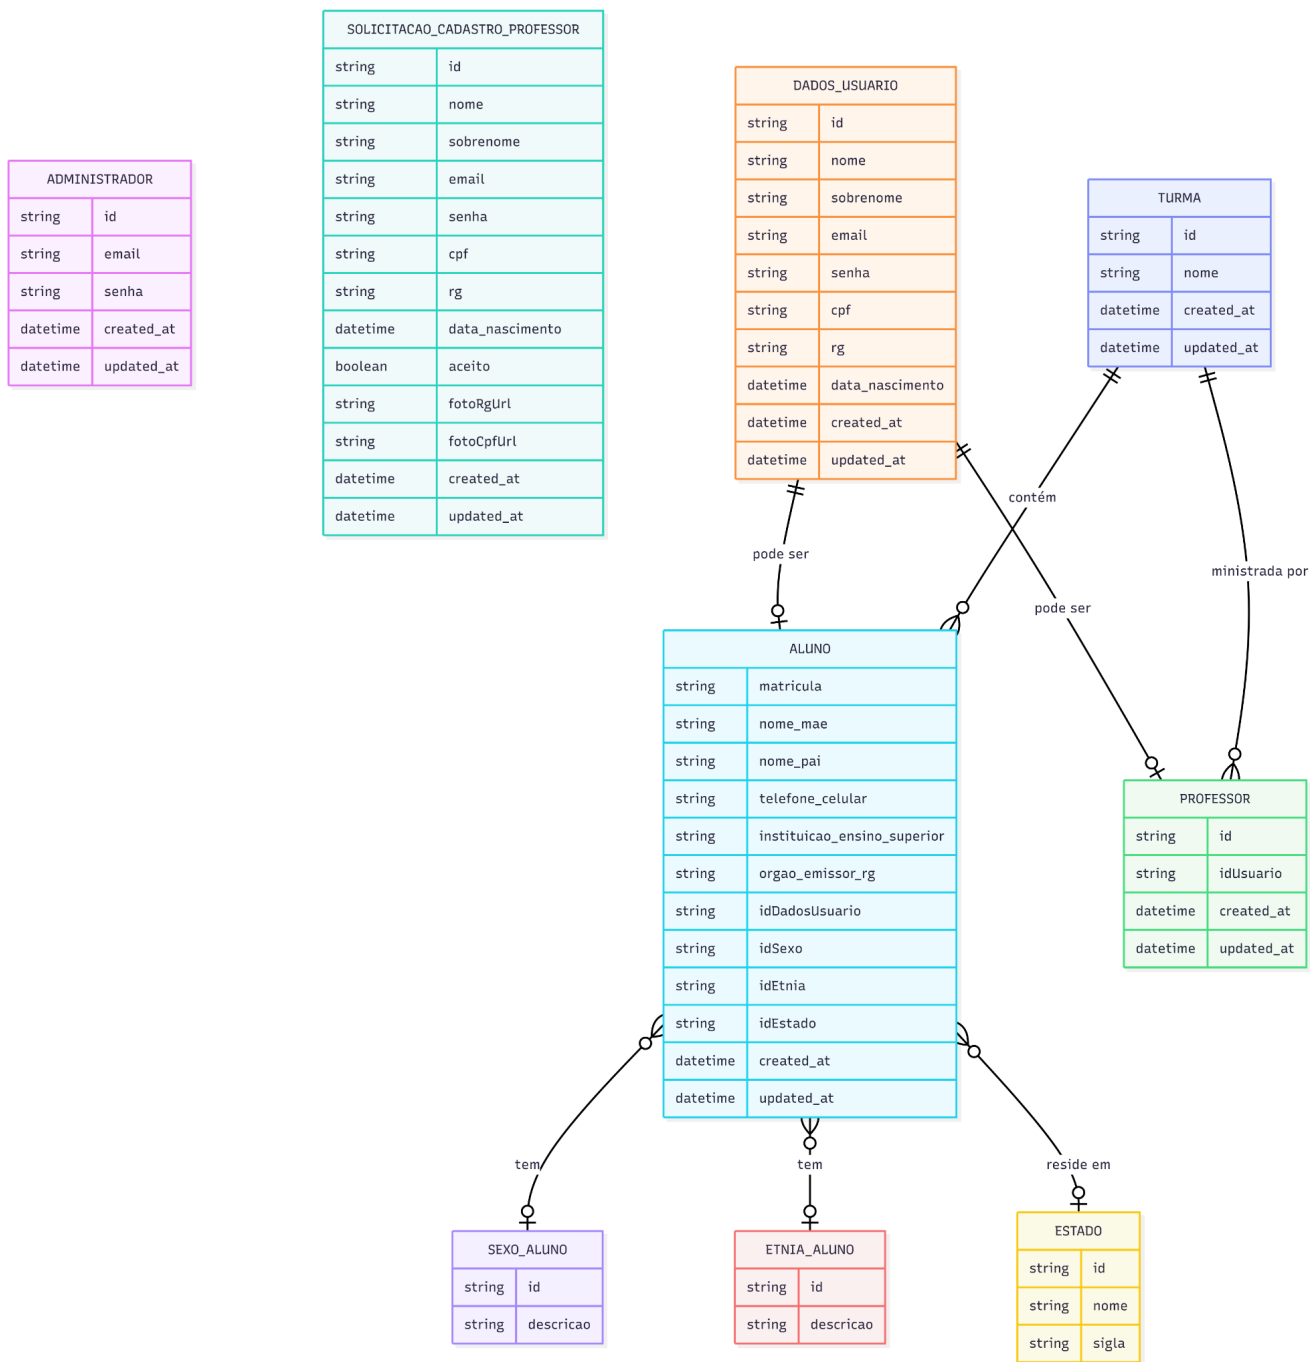 SOLICITACAO_CADASTRO_PROFESSOR
string id
string nome
string sobrenome
string email
string senha
string cpf
string rg
datetime data_nascimento
boolean aceito
string fotoRgUrl
string fotoCpfUrl
datetime created_at
datetime updated_at
DADOS_USUARIO
string id
string nome
string sobrenome
string email
string senha
string cpf
string rg
datetime data_nascimento
datetime created_at
datetime updated_at
ADMINISTRADOR
string id
string email
string senha
datetime created_at
datetime updated_at
TURMA
string id
string nome
datetime created_at
datetime updated_at
contém
pode ser
ministrada por
pode ser
ALUNO
string matricula
string nome_mae
string nome_pai
string telefone_celular
string instituicao_ensino_superior
string orgao_emissor_rg
string idDadosUsuario
string idSexo
string idEtnia
string idEstado
datetime created_at
datetime updated_at
PROFESSOR
string id
string idUsuario
datetime created_at
datetime updated_at
tem
tem
reside em
SEXO_ALUNO
string id
string descricao
ETNIA_ALUNO
string id
string descricao
ESTADO
string id
string nome
string sigla